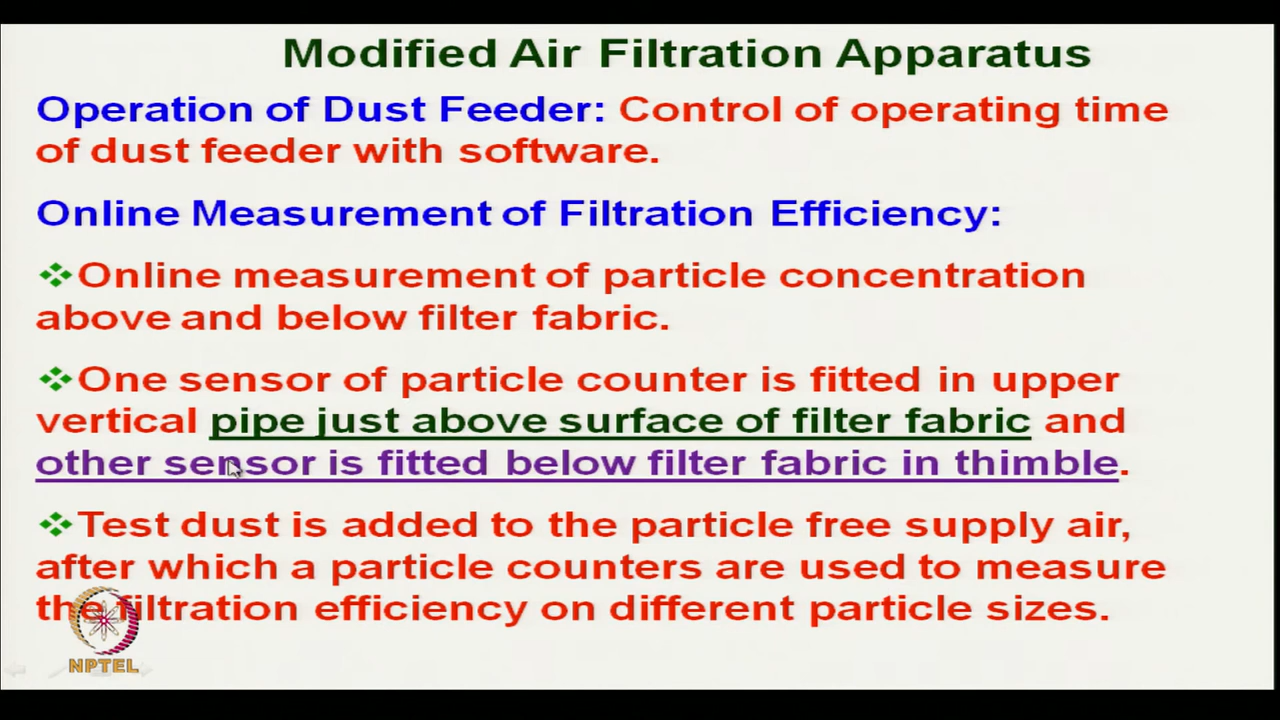 Modified Air Filtration Apparatus
Operation of Dust Feeder: Control of operating time
of dust feeder with software.
Online Measurement of Filtration Efficiency:
❖Online measurement of particle concentration
above and below filter fabric.
❖One sensor of particle counter is fitted in upper
vertical pipe just above surface of filter fabric and
other sensor is fitted below filter fabric in thimble.
❖Test dust is added to the particle free supply air,
after which a particle counters are used to measure
the filtration efficiency on different particle sizes.
NPTEL